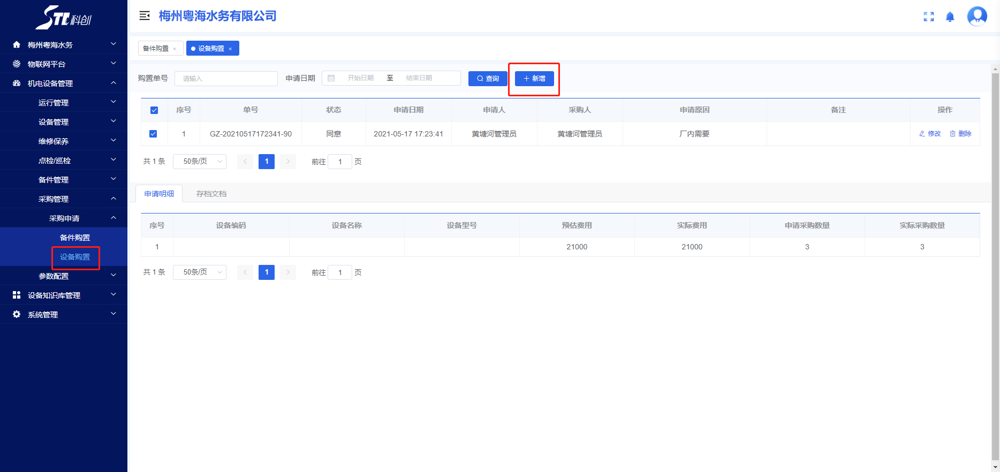 STL科创
梅州粤海水务
物联网平台
机电设备管理
运行管理
设备管理
维修保养
点检/巡检
备件管理
采购管理
采购申请
备件购置
设备购置
参数配置
设备知识库管理
系统管理
梅州粤海水务有限公司
备件购置 × 设备购置 ×
购置单号 请输入 申请日期 开始日期 至 结束日期 查询 新增
序号 单号 状态 申请日期 申请人 采购人 申请原因 备注 操作
1 GZ-20210517172341-90 同意 2021-05-17 17:23:41 黄塘河管理员 黄塘河管理员 厂内需要 修改 删除
共 1 条 50条/页 1 前往 1 页
申请明细 存档文档
序号 设备编码 设备名称 设备型号 预估费用 实际费用 申请采购数量 实际采购数量
1 21000 21000 3 3
共 1 条 50条/页 1 前往 1 页